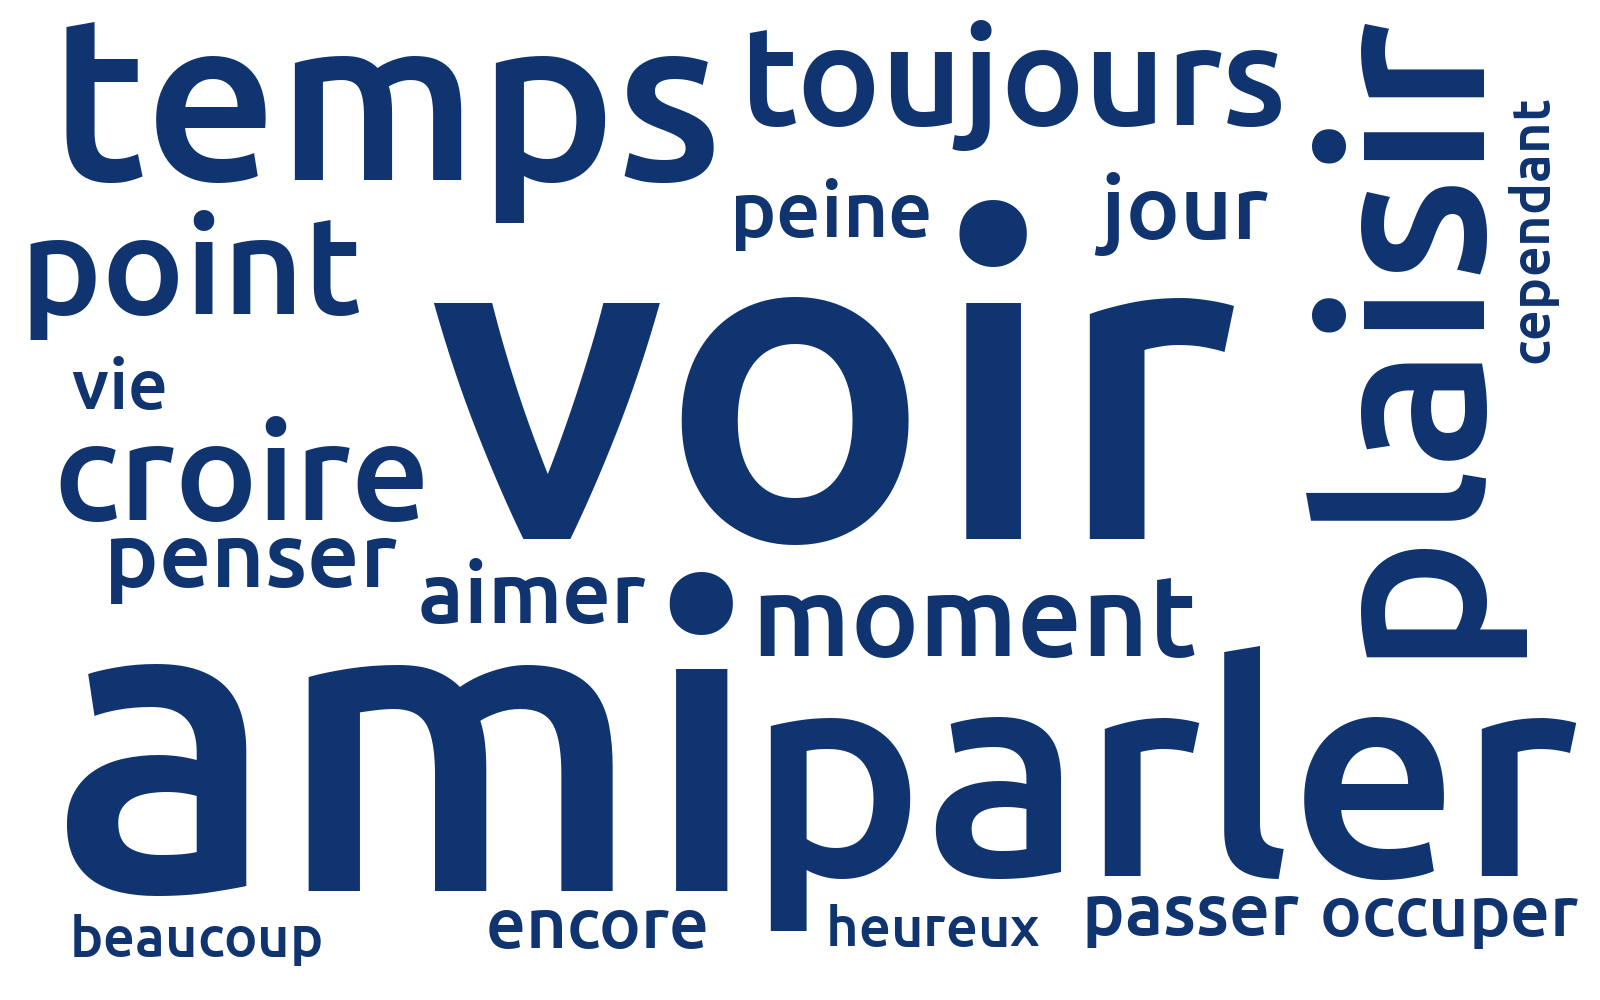 temps
toujours
plaisir
cependant
peine
jour
point
voir
vie
croire
penser
aimer
moment
ami
parler
beaucoup
encore
heureux
passer
occuper